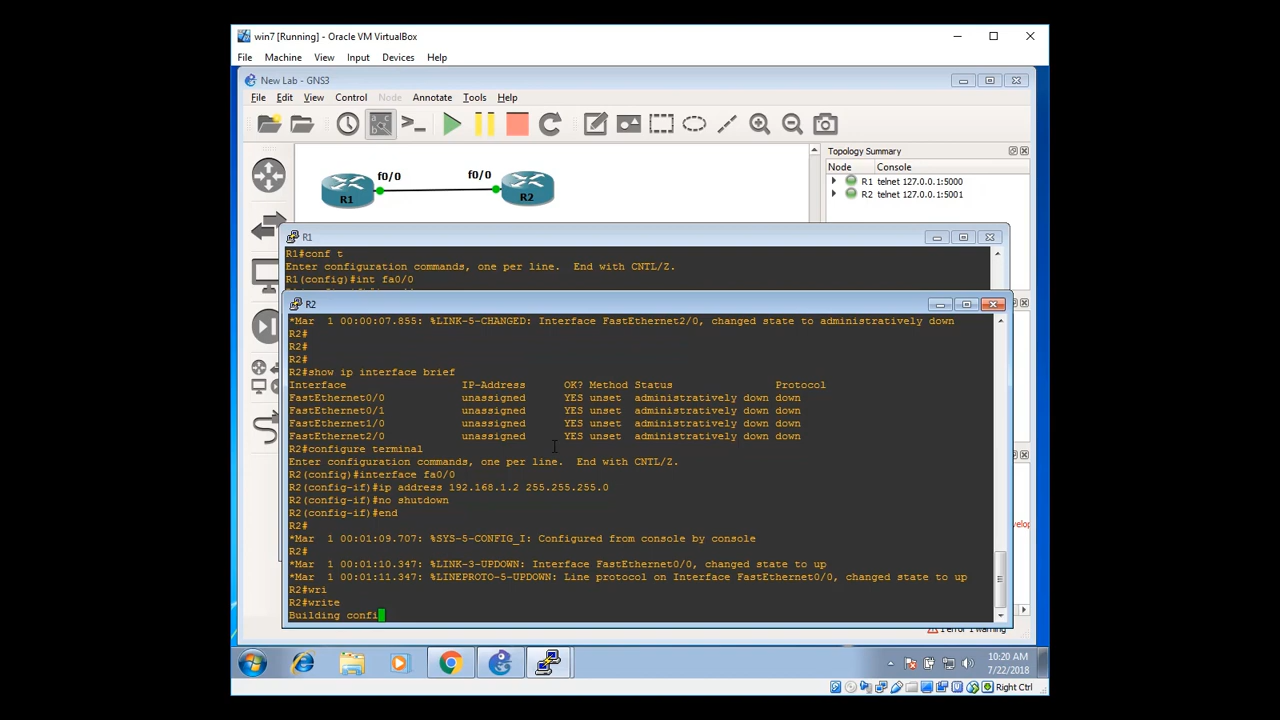 win7 [Running] - Oracle VM VirtualBox
File Machine View Input Devices Help
New Lab - GNS3
File Edit View Control Node Annotate Tools Help
Topology Summary
Node Console
R1 telnet 127.0.0.1:5000
R2 telnet 127.0.0.1:5001
f0/0 f0/0
R1 R2
R1
R1#conf t
Enter configuration commands, one per line. End with CNTL/Z.
R1(config)#int fa0/0
R2
*Mar 1 00:00:07.855: %LINK-5-CHANGED: Interface FastEthernet2/0, changed state to administratively down
R2#
R2#
R2#
R2#show ip interface brief
Interface IP-Address OK? Method Status Protocol
FastEthernet0/0 unassigned YES unset administratively down down
FastEthernet0/1 unassigned YES unset administratively down down
FastEthernet1/0 unassigned YES unset administratively down down
FastEthernet2/0 unassigned YES unset administratively down down
R2#configure terminal
Enter configuration commands, one per line. End with CNTL/Z.
R2(config)#interface fa0/0
R2(config-if)#ip address 192.168.1.2 255.255.255.0
R2(config-if)#no shutdown
R2(config-if)#end
R2#
*Mar 1 00:01:09.707: %SYS-5-CONFIG_I: Configured from console by console
R2#
*Mar 1 00:01:10.347: %LINK-3-UPDOWN: Interface FastEthernet0/0, changed state to up
*Mar 1 00:01:11.347: %LINEPROTO-5-UPDOWN: Line protocol on Interface FastEthernet0/0, changed state to up
R2#wri
R2#write
Building confi
1 error 1 warning
10:20 AM
7/22/2018
Right Ctrl